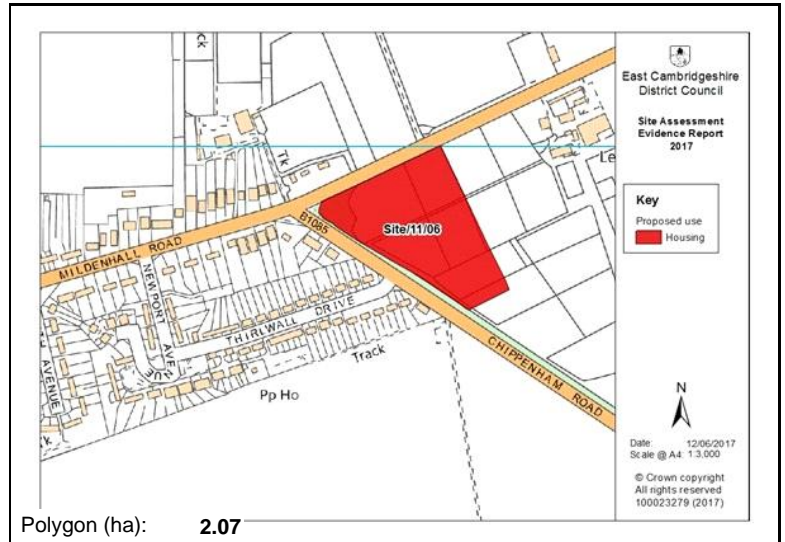 ck
Tk
Le
Site/11/06
B1085
MILDENHALL ROAD
NEWPORT
AVENUE
THIRLWALL DRIVE
AVENUE
Track
CHIPPENHAM ROAD
Pp Ho
East Cambridgeshire
District Council
Site Assessment
Evidence Report
2017
Key
Proposed use
Housing
N
Date: 12/06/2017
Scale @ A4: 1:3,000
© Crown copyright
All rights reserved
100023279 (2017)
Polygon (ha): 2.07